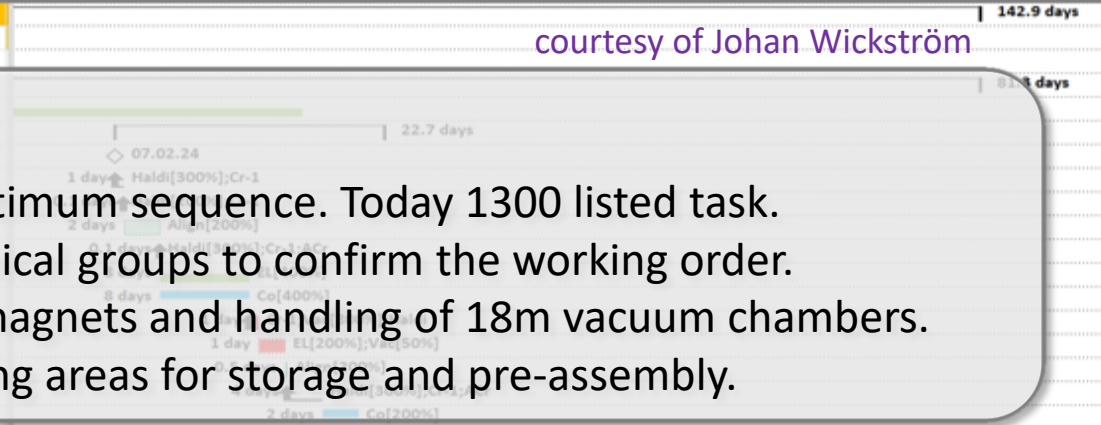 142.9 days
courtesy of Johan Wickström
days
22.7 days
07.02.24
1 day Haldi[300%];Cr-1
timum sequence. Today 1300 listed task.
2 days Align[200%]
ical groups to confirm the working order.
8 days Co[400%]
nagnets and handling of 18m vacuum chambers.
1 day EL[200%];Vac[50%]
ng areas for storage and pre-assembly.
2 days Co[200%]